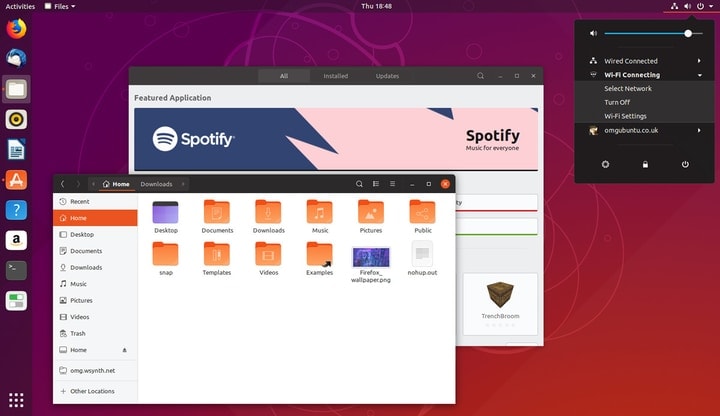 Activities
Files
Thu 18:48
Wired Connected
Wi-Fi Connecting
Select Network
Turn Off
Wi-Fi Settings
omgubuntu.co.uk
All
Installed
Updates
Featured Application
Spotify
Spotify
Music for everyone
ty
TrenchBroom
Home
Downloads
Recent
Home
Desktop
Documents
Downloads
Music
Pictures
Videos
Trash
Home
omg.wsynth.net
+ Other Locations
Desktop
Documents
Downloads
Music
Pictures
Public
snap
Templates
Videos
Examples
Firefox_
wallpaper.png
nohup.out